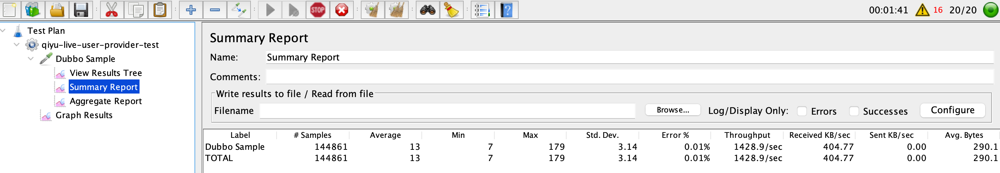 STOP
00:01:41 16 20/20
Test Plan
qiyu-live-user-provider-test
Dubbo Sample
View Results Tree
Summary Report
Aggregate Report
Graph Results
Summary Report
Name: Summary Report
Comments:
Write results to file / Read from file
Filename Browse... Log/Display Only: Errors Successes Configure
Label # Samples Average Min Max Std. Dev. Error % Throughput Received KB/sec Sent KB/sec Avg. Bytes
Dubbo Sample 144861 13 7 179 3.14 0.01% 1428.9/sec 404.77 0.00 290.1
TOTAL 144861 13 7 179 3.14 0.01% 1428.9/sec 404.77 0.00 290.1